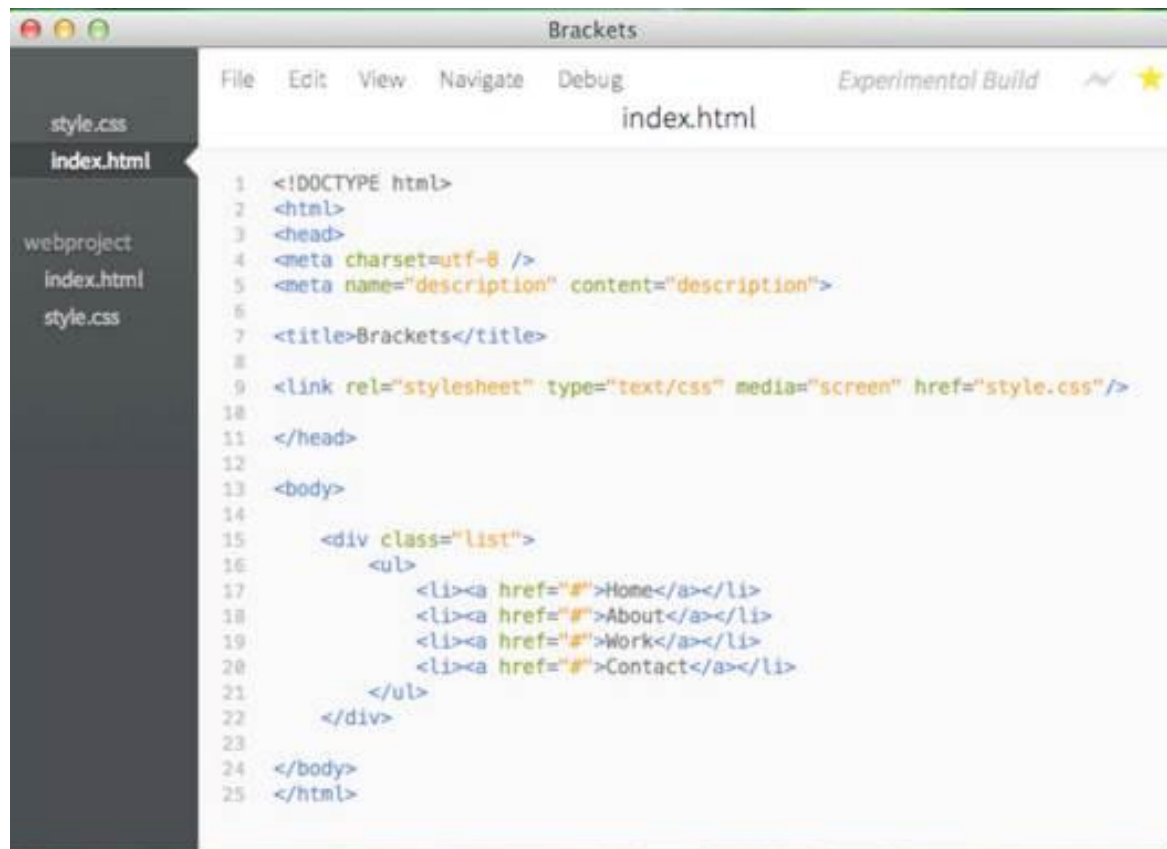 Brackets
File Edit View Navigate Debug Experimental Build
index.html
style.css
index.html
webproject
index.html
style.css
1 <!DOCTYPE html>
2 <html>
3 <head>
4 <meta charset=utf-8 />
5 <meta name="description" content="description">
6
7 <title>Brackets</title>
8
9 <link rel="stylesheet" type="text/css" media="screen" href="style.css"/>
10
11 </head>
12
13 <body>
14
15     <div class="list">
16         <ul>
17             <li><a href="#">Home</a></li>
18             <li><a href="#">About</a></li>
19             <li><a href="#">Work</a></li>
20             <li><a href="#">Contact</a></li>
21         </ul>
22     </div>
23
24 </body>
25 </html>